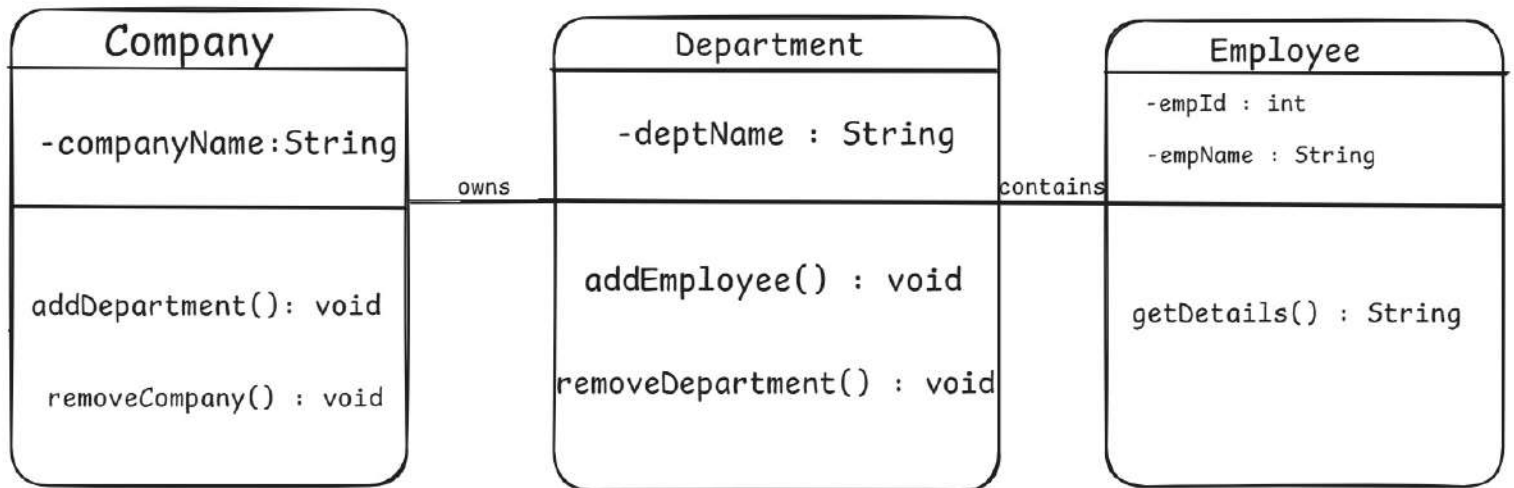 Company
-companyName:String
addDepartment(): void
removeCompany() : void
owns
Department
-deptName : String
addEmployee() : void
removeDepartment() : void
contains
Employee
-empId : int
-empName : String
getDetails() : String